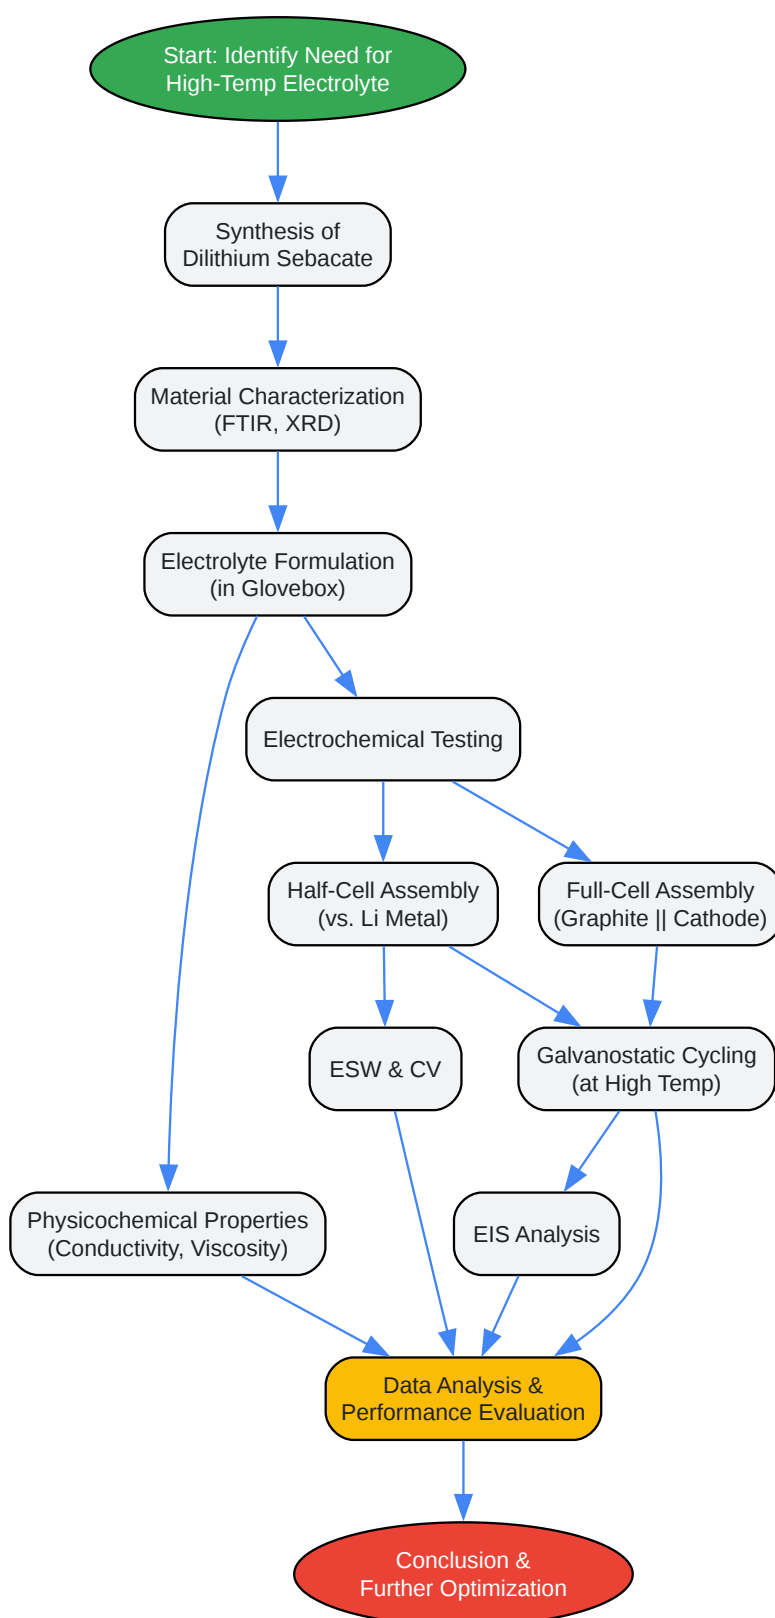 Start: Identify Need for
High-Temp Electrolyte
Synthesis of
Dilithium Sebacate
Material Characterization
(FTIR, XRD)
Electrolyte Formulation
(in Glovebox)
Electrochemical Testing
Half-Cell Assembly
(vs. Li Metal)
Full-Cell Assembly
(Graphite || Cathode)
ESW & CV
Galvanostatic Cycling
(at High Temp)
Physicochemical Properties
(Conductivity, Viscosity)
EIS Analysis
Data Analysis &
Performance Evaluation
Conclusion &
Further Optimization